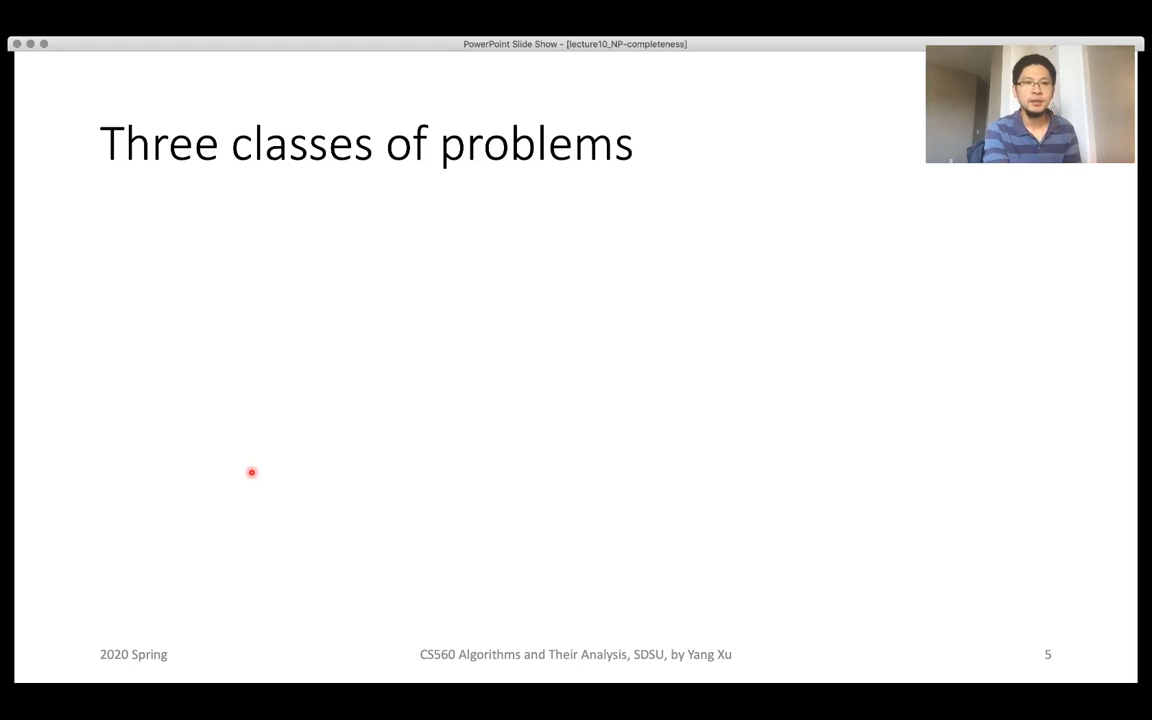 PowerPoint Slide Show - [lecture10_NP-completeness]
Three classes of problems
2020 Spring
CS560 Algorithms and Their Analysis, SDSU, by Yang Xu
5